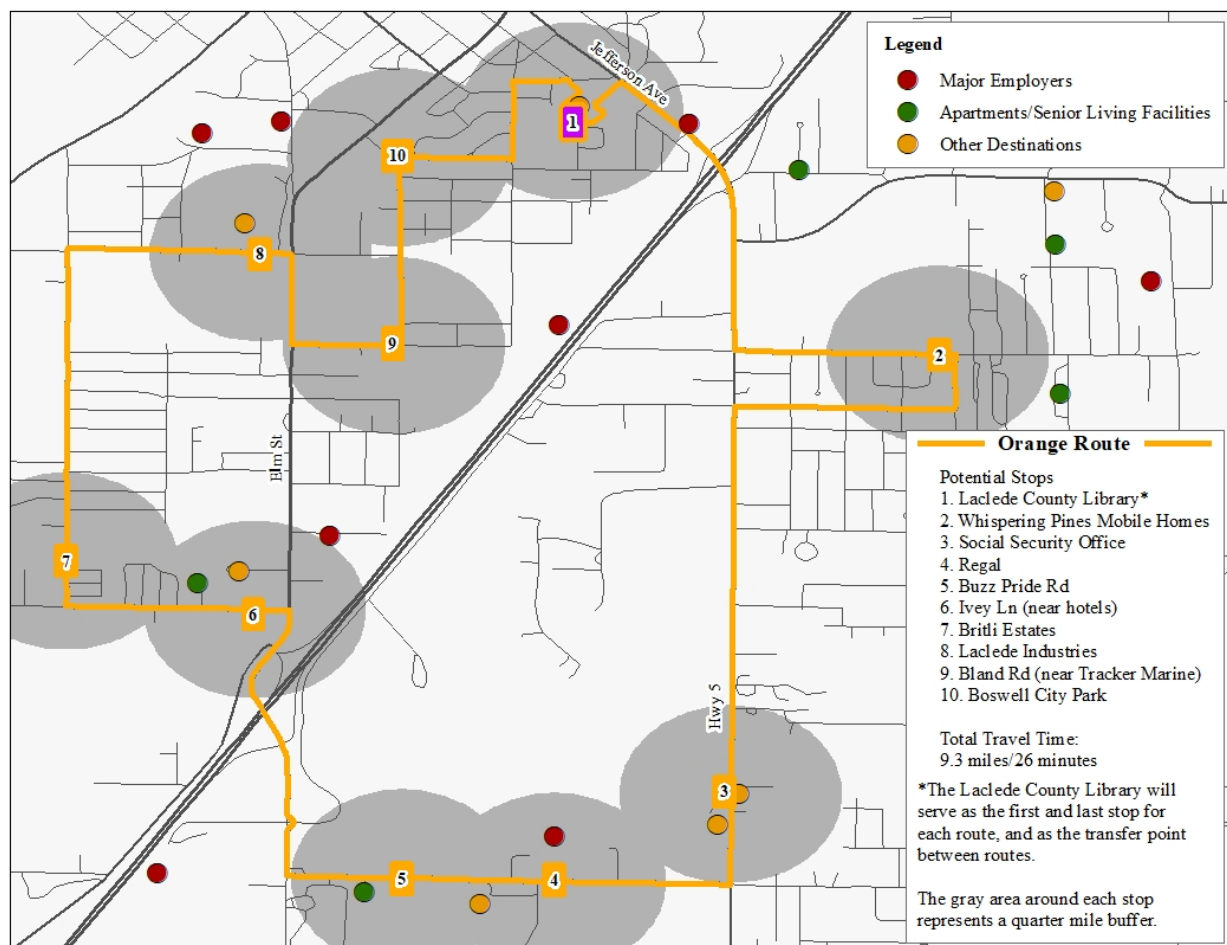 Jefferson Ave
Legend
Major Employers
Apartments/Senior Living Facilities
Other Destinations
1
10
8
9
2
Elm St
7
6
Hwy 5
3
5
4
Orange Route
Potential Stops
1. Laclede County Library*
2. Whispering Pines Mobile Homes
3. Social Security Office
4. Regal
5. Buzz Pride Rd
6. Ivey Ln (near hotels)
7. Britli Estates
8. Laclede Industries
9. Bland Rd (near Tracker Marine)
10. Boswell City Park
Total Travel Time:
9.3 miles/26 minutes
*The Laclede County Library will
serve as the first and last stop for
each route, and as the transfer point
between routes.
The gray area around each stop
represents a quarter mile buffer.